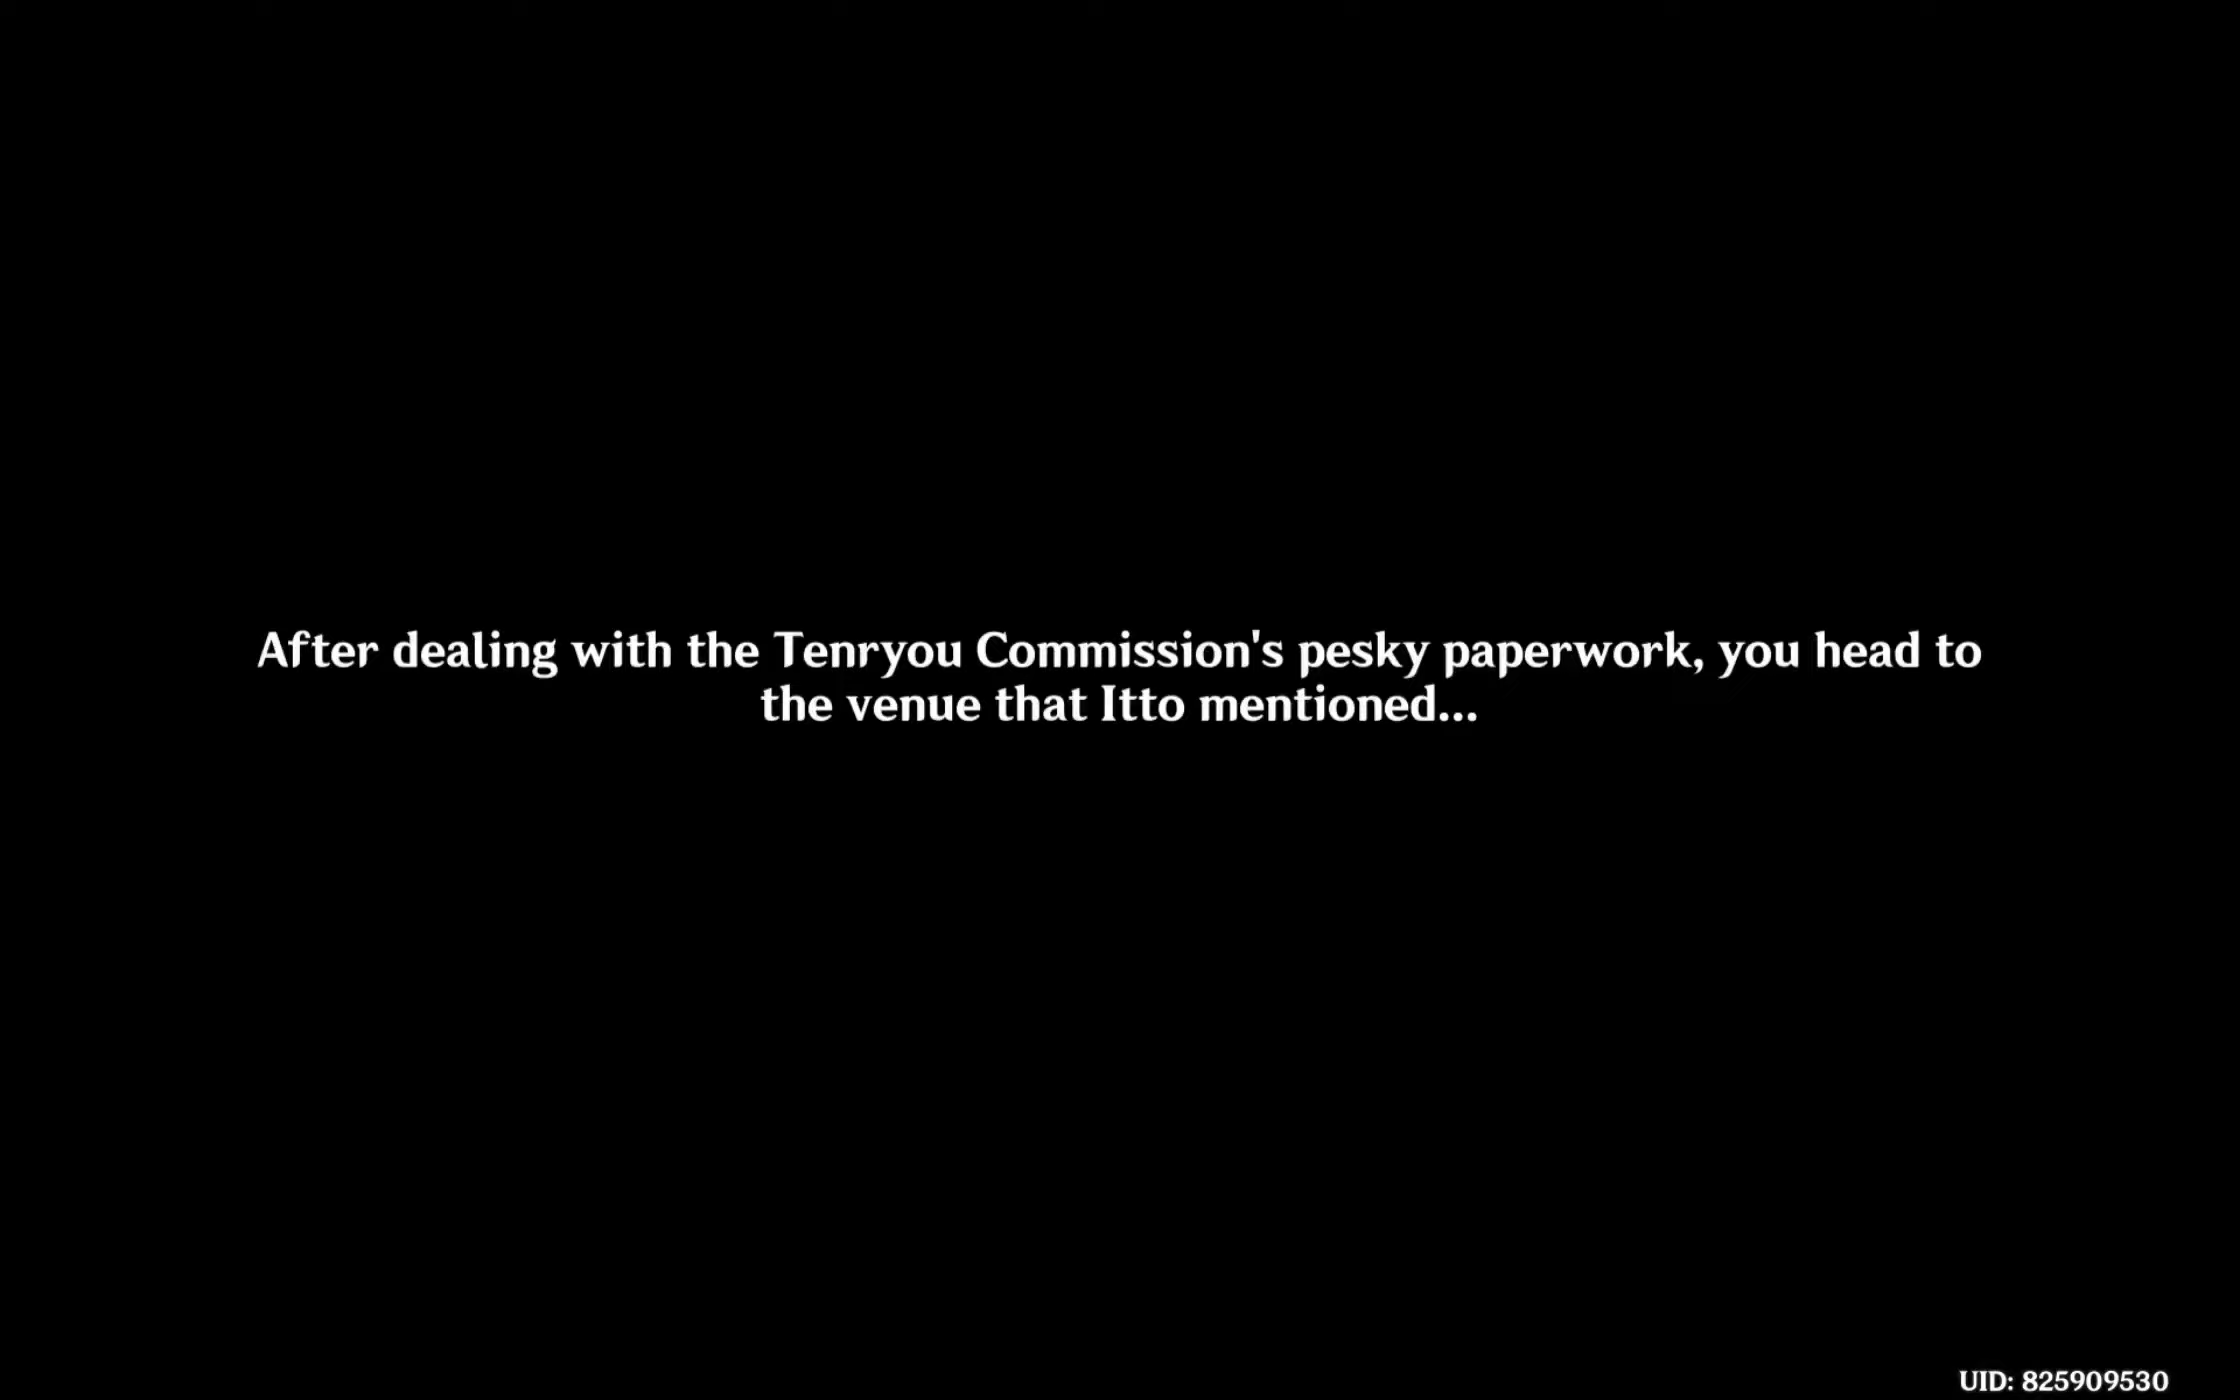 After dealing with the Tenryou Commission's pesky paperwork, you head to
the venue that Itto mentioned...
UID: 825909530